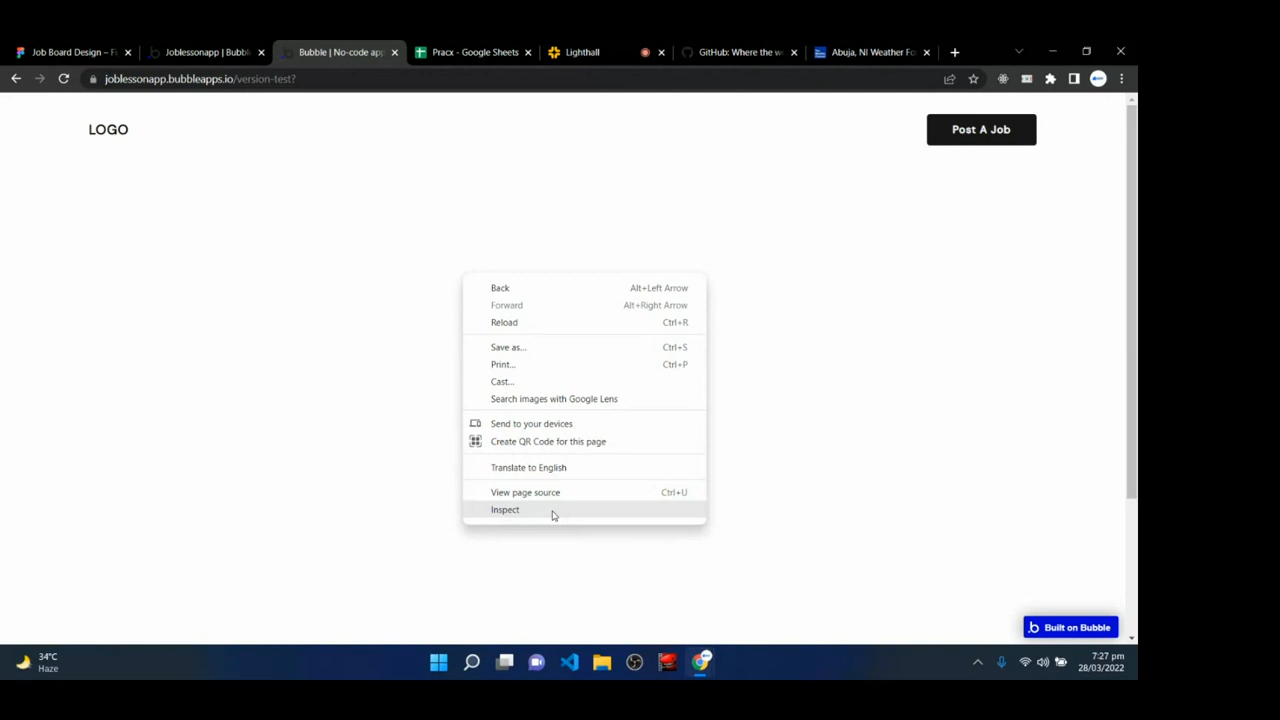 Job Board Design – Fi
Joblessonapp | Bubbl
Bubble | No-code app
Pracx - Google Sheets
Lighthall
GitHub: Where the w
Abuja, NI Weather Fo
joblessonapp.bubbleapps.io/version-test?
LOGO
Post A Job
Back Alt+Left Arrow
Forward Alt+Right Arrow
Reload Ctrl+R
Save as... Ctrl+S
Print... Ctrl+P
Cast...
Search images with Google Lens
Send to your devices
Create QR Code for this page
Translate to English
View page source Ctrl+U
Inspect
Built on Bubble
34°C
Haze
7:27 pm
28/03/2022